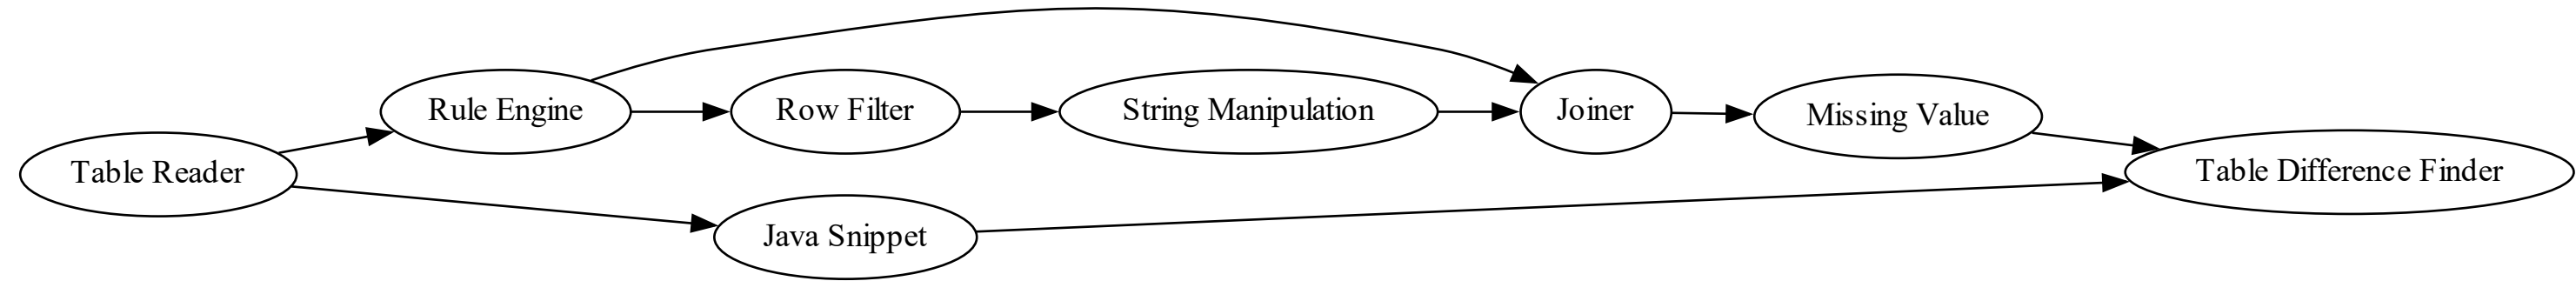 Table Reader
Rule Engine
Row Filter
String Manipulation
Joiner
Missing Value
Java Snippet
Table Difference Finder